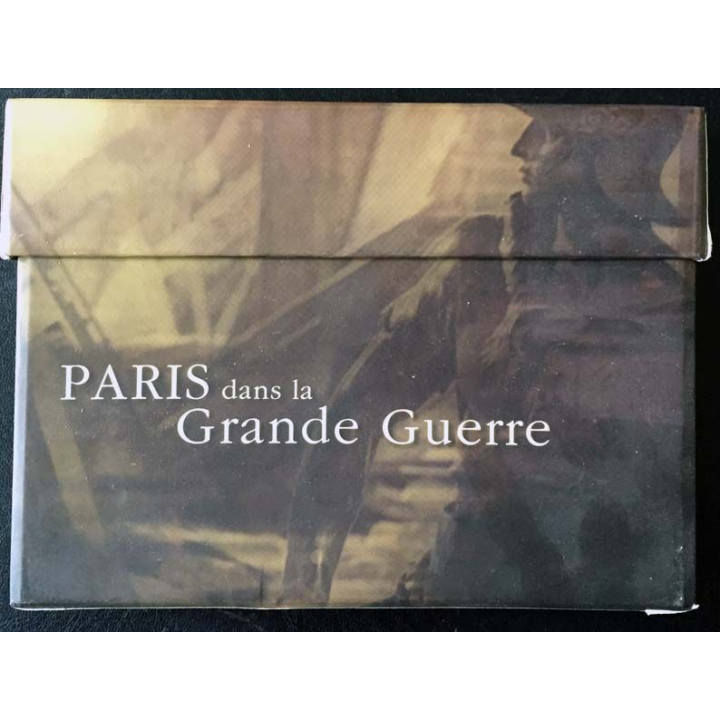 PARIS dans la
Grande Guerre